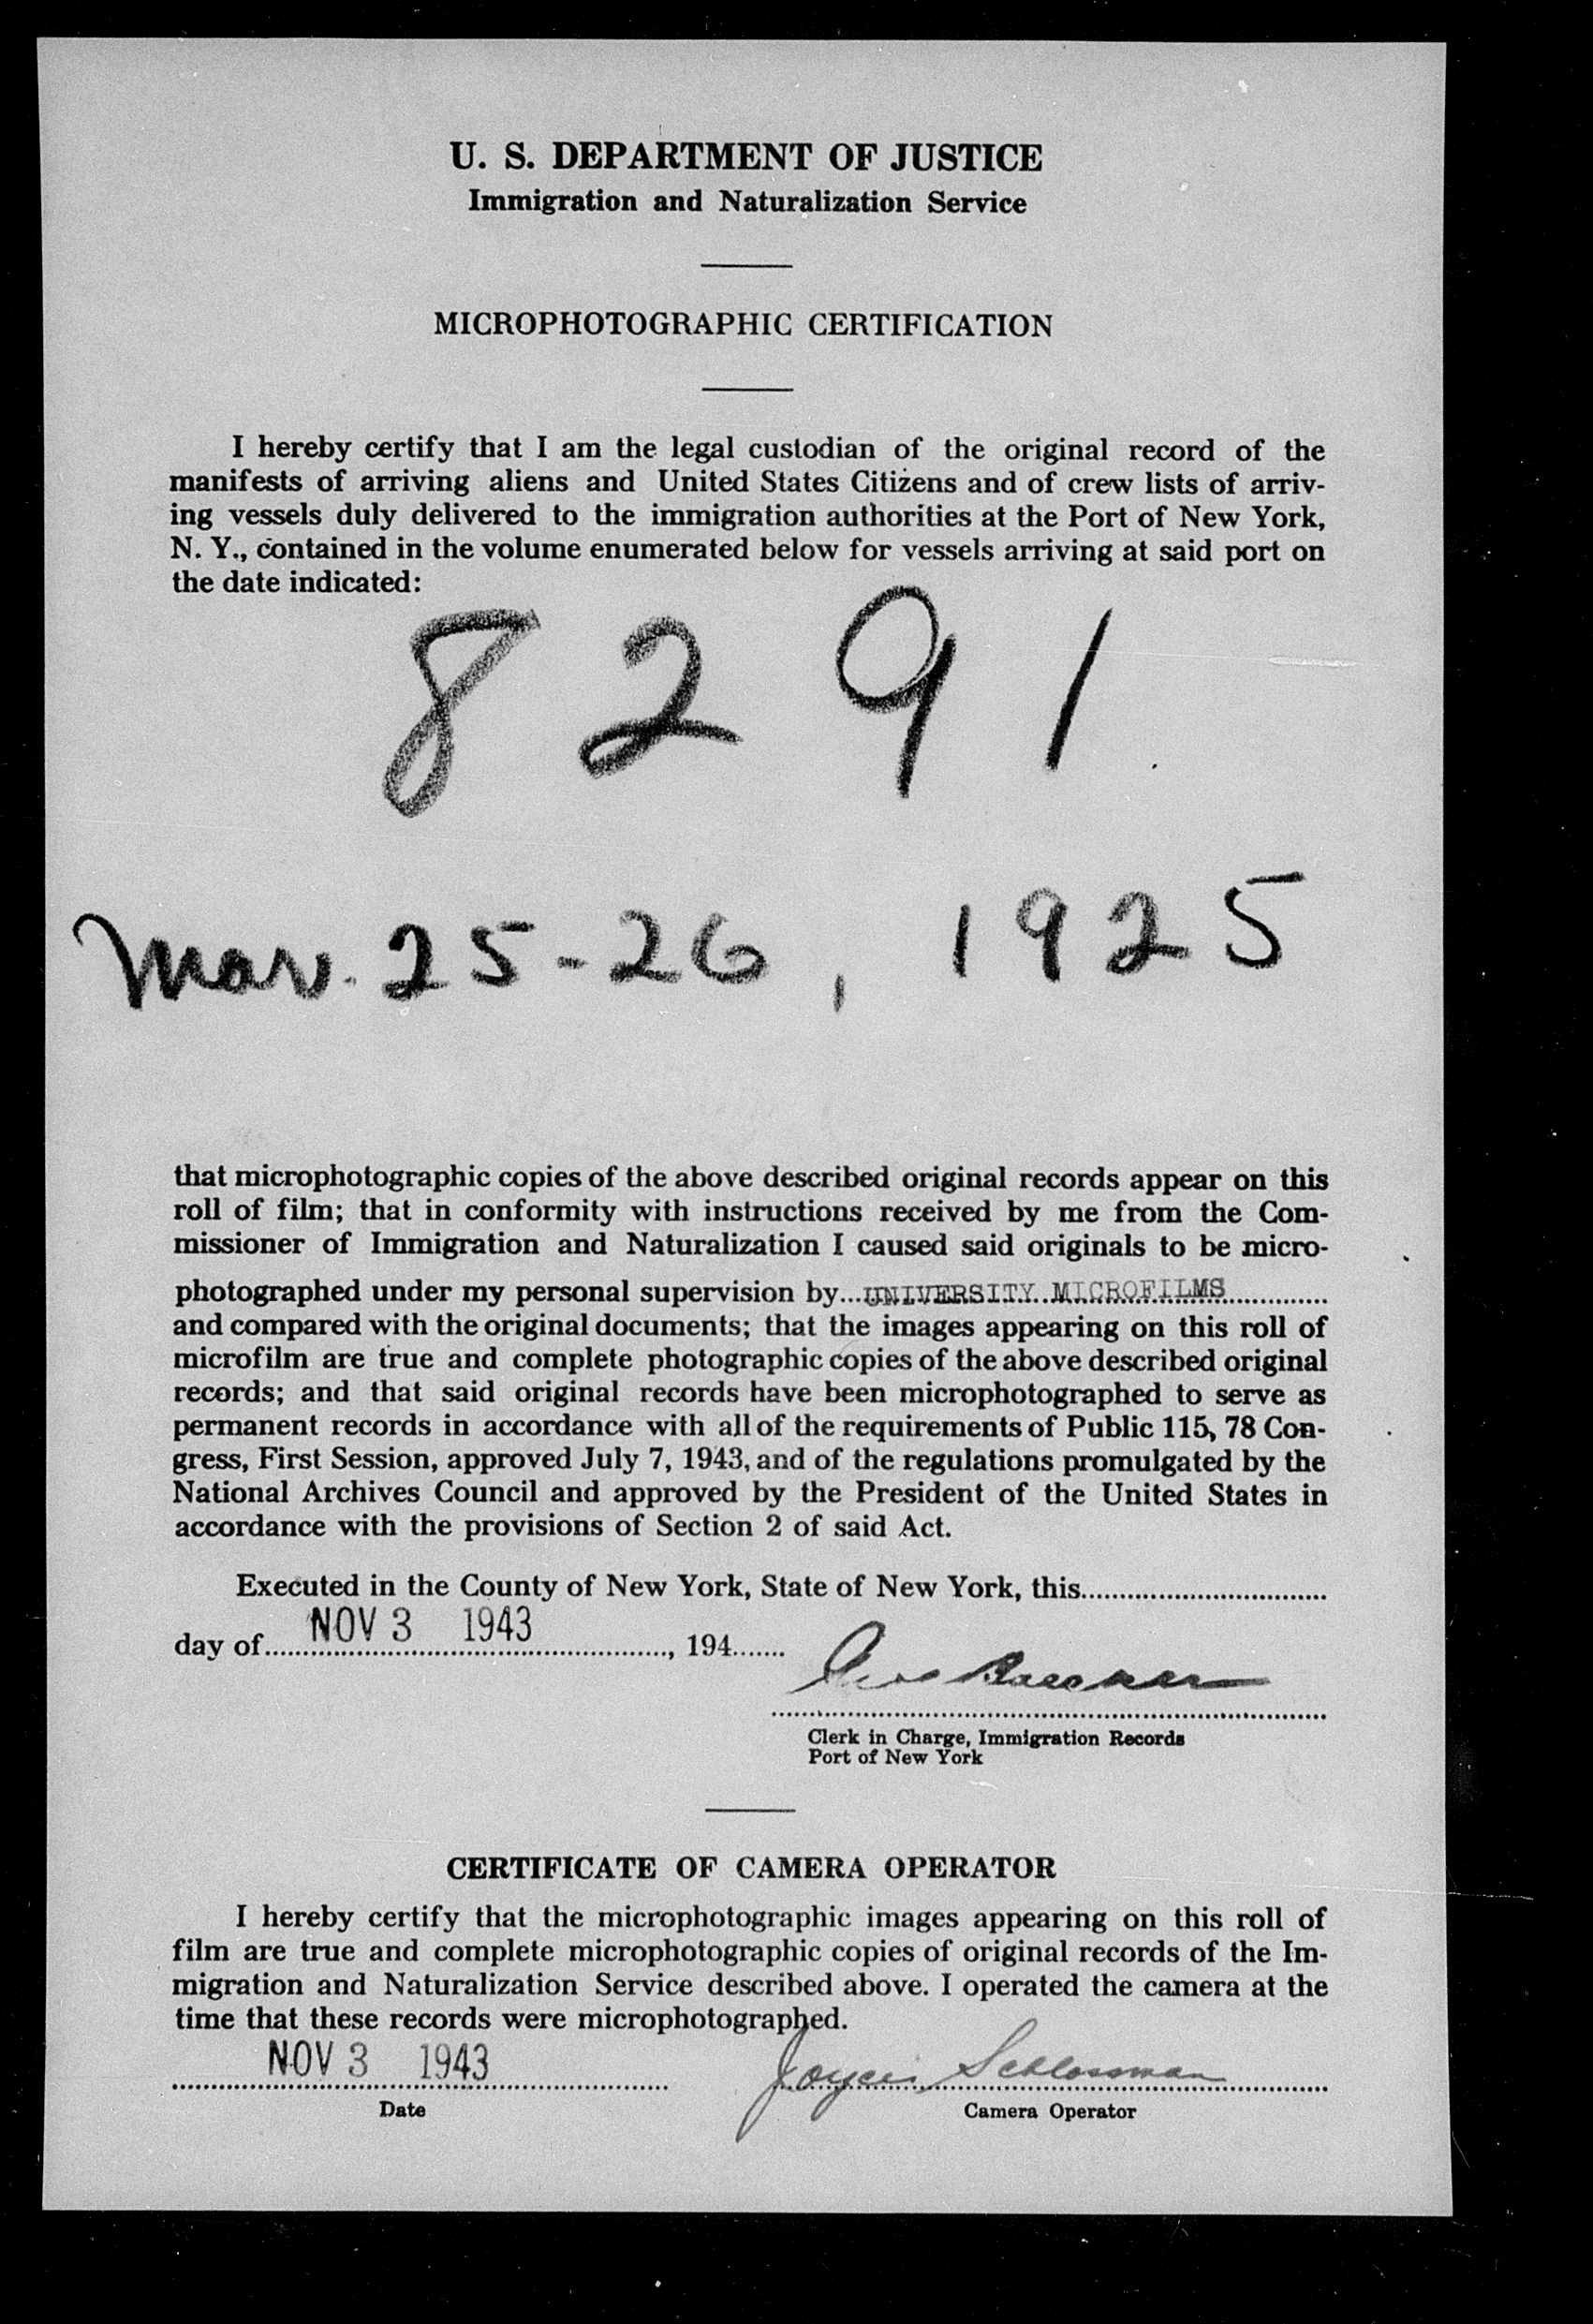 U. S. DEPARTMENT OF JUSTICE
Immigration and Naturalization Service
MICROPHOTOGRAPHIC CERTIFICATION
I hereby certify that I am the legal custodian of the original record of the
manifests of arriving aliens and United States Citizens and of crew lists of arriv-
ing vessels duly delivered to the immigration authorities at the Port of New York,
N. Y., contained in the volume enumerated below for vessels arriving at said port on
the date indicated:
8291
Mar. 25-26, 1925
that microphotographic copies of the above described original records appear on this
roll of film; that in conformity with instructions received by me from the Com-
missioner of Immigration and Naturalization I caused said originals to be micro-
photographed under my personal supervision by...UNIVERSITY MICROFILMS
and compared with the original documents; that the images appearing on this roll of
microfilm are true and complete photographic copies of the above described original
records; and that said original records have been microphotographed to serve as
permanent records in accordance with all of the requirements of Public 115, 78 Con-
gress, First Session, approved July 7, 1943, and of the regulations promulgated by the
National Archives Council and approved by the President of the United States in
accordance with the provisions of Section 2 of said Act.
Executed in the County of New York, State of New York, this
day of NOV 3 1943, 194
Clerk in Charge, Immigration Records
Port of New York
CERTIFICATE OF CAMERA OPERATOR
I hereby certify that the microphotographic images appearing on this roll of
film are true and complete microphotographic copies of original records of the Im-
migration and Naturalization Service described above. I operated the camera at the
time that these records were microphotographed.
NOV 3 1943 Schlossman
Date Camera Operator